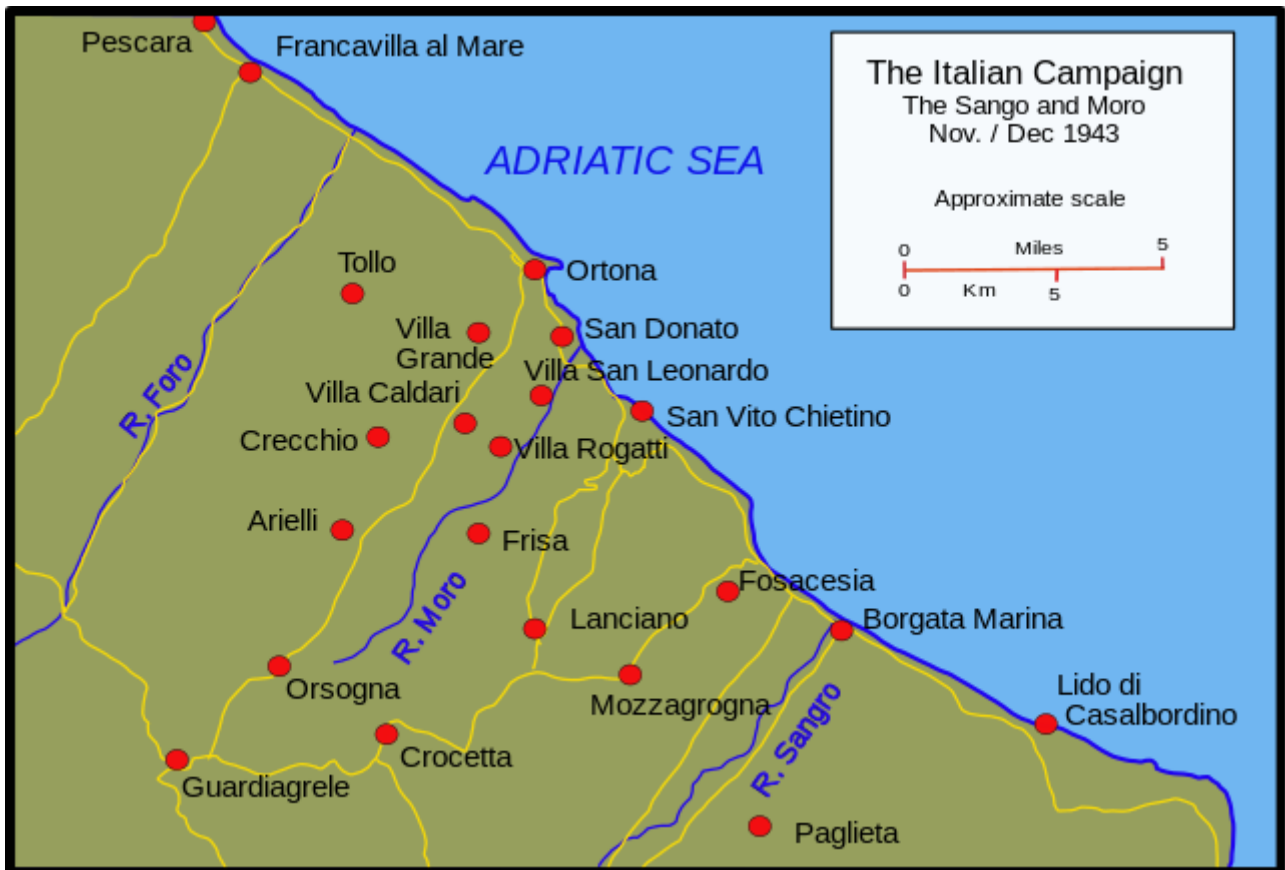 Pescara
Francavilla al Mare
The Italian Campaign
The Sango and Moro
Nov. / Dec 1943
Approximate scale
0
Miles
5
0
Km
5
ADRIATIC SEA
Tollo
Ortona
Villa
Grande
San Donato
R. Foro
Villa San Leonardo
Villa Caldari
San Vito Chietino
Crecchio
Villa Rogatti
Arielli
Frisa
Fosacesia
R. Moro
Lanciano
Borgata Marina
Orsogna
Mozzagrogna
Lido di
Casalbordino
R. Sangro
Crocetta
Guardiagrele
Paglieta